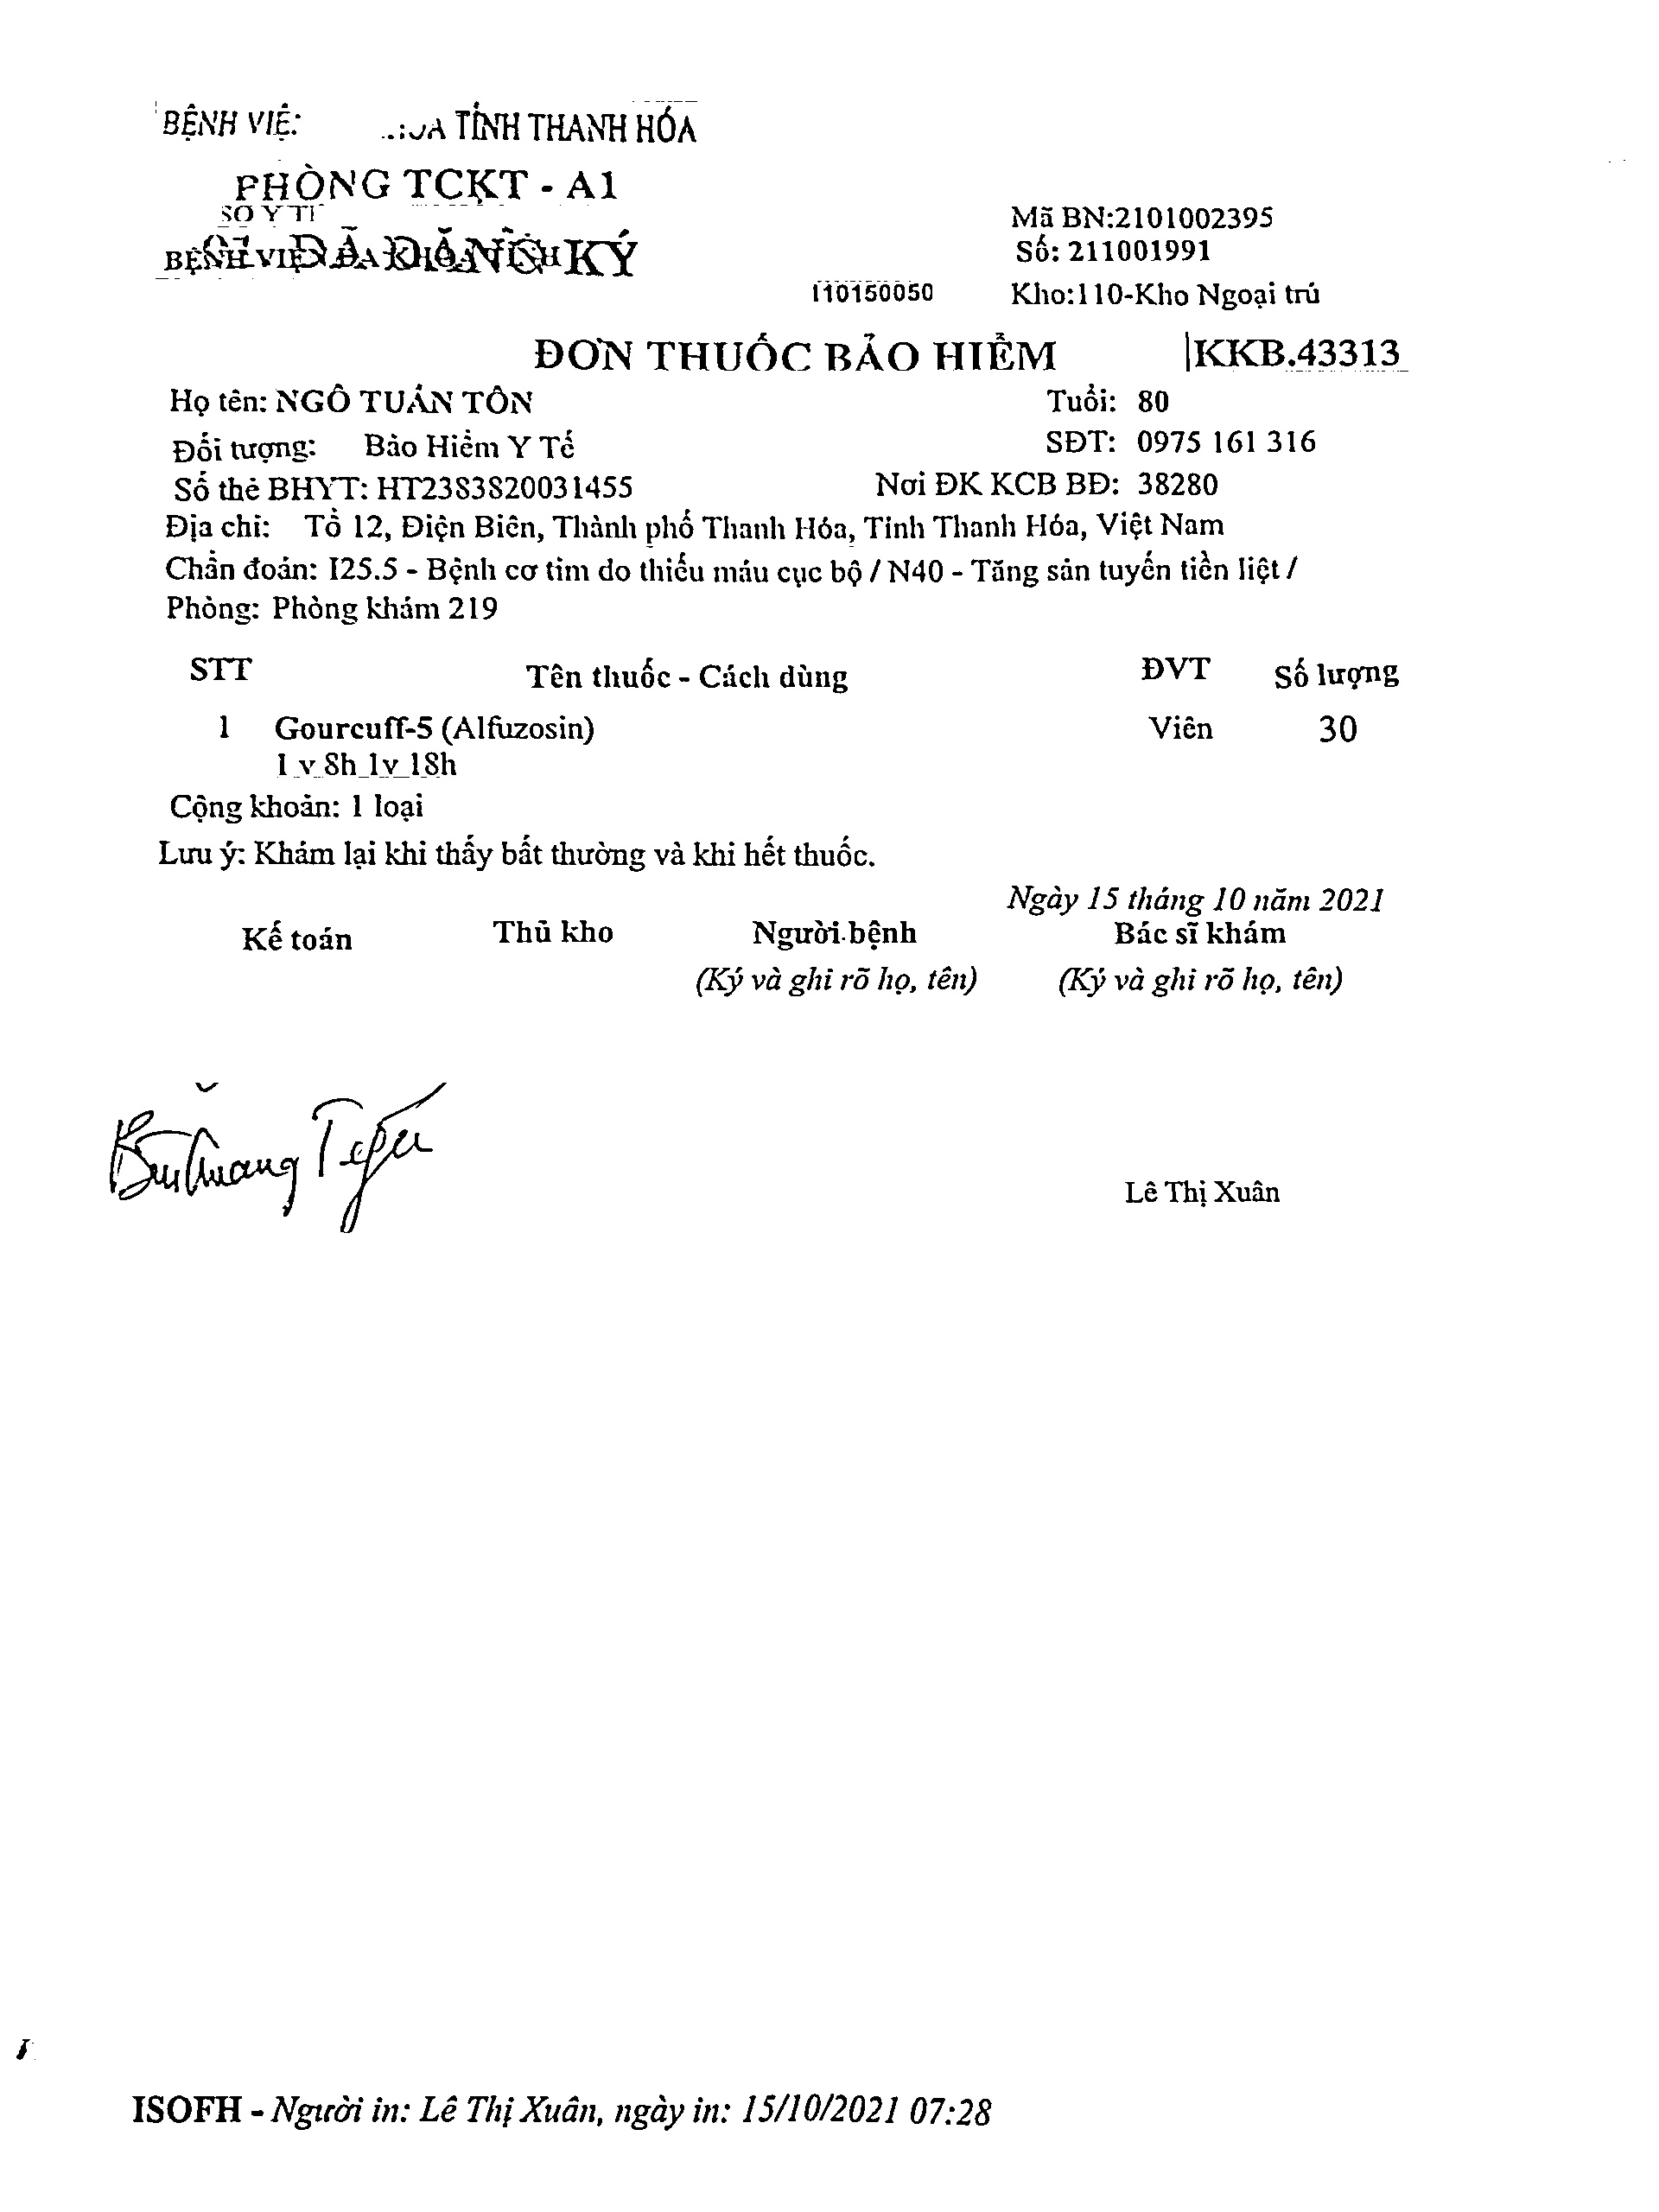 BỆNH VIỆ TỈNH THANH HÓA
PHÒNG TCKT - A1
SỞ Y TẾ
BỆNH VIỆN ĐA KHOA TỈNH
ĐÃ ĐĂNG KÝ
Mã BN:2101002395
Số: 211001991
110150050 Kho:110-Kho Ngoại trú
ĐƠN THUỐC BẢO HIỂM KKB.43313
Họ tên: NGÔ TUẤN TÔN Tuổi: 80
Đối tượng: Bảo Hiểm Y Tế SĐT: 0975 161 316
Số thẻ BHYT: HT2383820031455 Nơi ĐK KCB BĐ: 38280
Địa chỉ: Tổ 12, Điện Biên, Thành phố Thanh Hóa, Tỉnh Thanh Hóa, Việt Nam
Chẩn đoán: I25.5 - Bệnh cơ tim do thiếu máu cục bộ / N40 - Tăng sản tuyến tiền liệt /
Phòng: Phòng khám 219
STT Tên thuốc - Cách dùng ĐVT Số lượng
1 Gourcuff-5 (Alfuzosin) Viên 30
1 v 8h_1v_18h
Cộng khoản: 1 loại
Lưu ý: Khám lại khi thấy bất thường và khi hết thuốc.
Ngày 15 tháng 10 năm 2021
Kế toán Thủ kho Người bệnh Bác sĩ khám
(Ký và ghi rõ họ, tên) (Ký và ghi rõ họ, tên)
Lê Thị Xuân
ISOFH - Người in: Lê Thị Xuân, ngày in: 15/10/2021 07:28